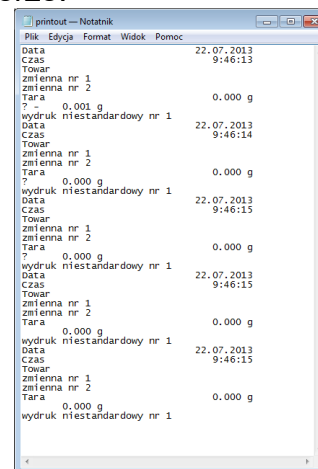 printout — Notatnik
Plik Edycja Format Widok Pomoc
Data 22.07.2013
Czas 9:46:13
Towar
zmienna nr 1
zmienna nr 2
Tara 0.000 g
? - 0.001 g
wydruk niestandardowy nr 1
Data 22.07.2013
Czas 9:46:14
Towar
zmienna nr 1
zmienna nr 2
Tara 0.000 g
? 0.000 g
wydruk niestandardowy nr 1
Data 22.07.2013
Czas 9:46:15
Towar
zmienna nr 1
zmienna nr 2
Tara 0.000 g
? 0.000 g
wydruk niestandardowy nr 1
Data 22.07.2013
Czas 9:46:15
Towar
zmienna nr 1
zmienna nr 2
Tara 0.000 g
0.000 g
wydruk niestandardowy nr 1
Data 22.07.2013
Czas 9:46:15
Towar
zmienna nr 1
zmienna nr 2
Tara 0.000 g
0.000 g
wydruk niestandardowy nr 1